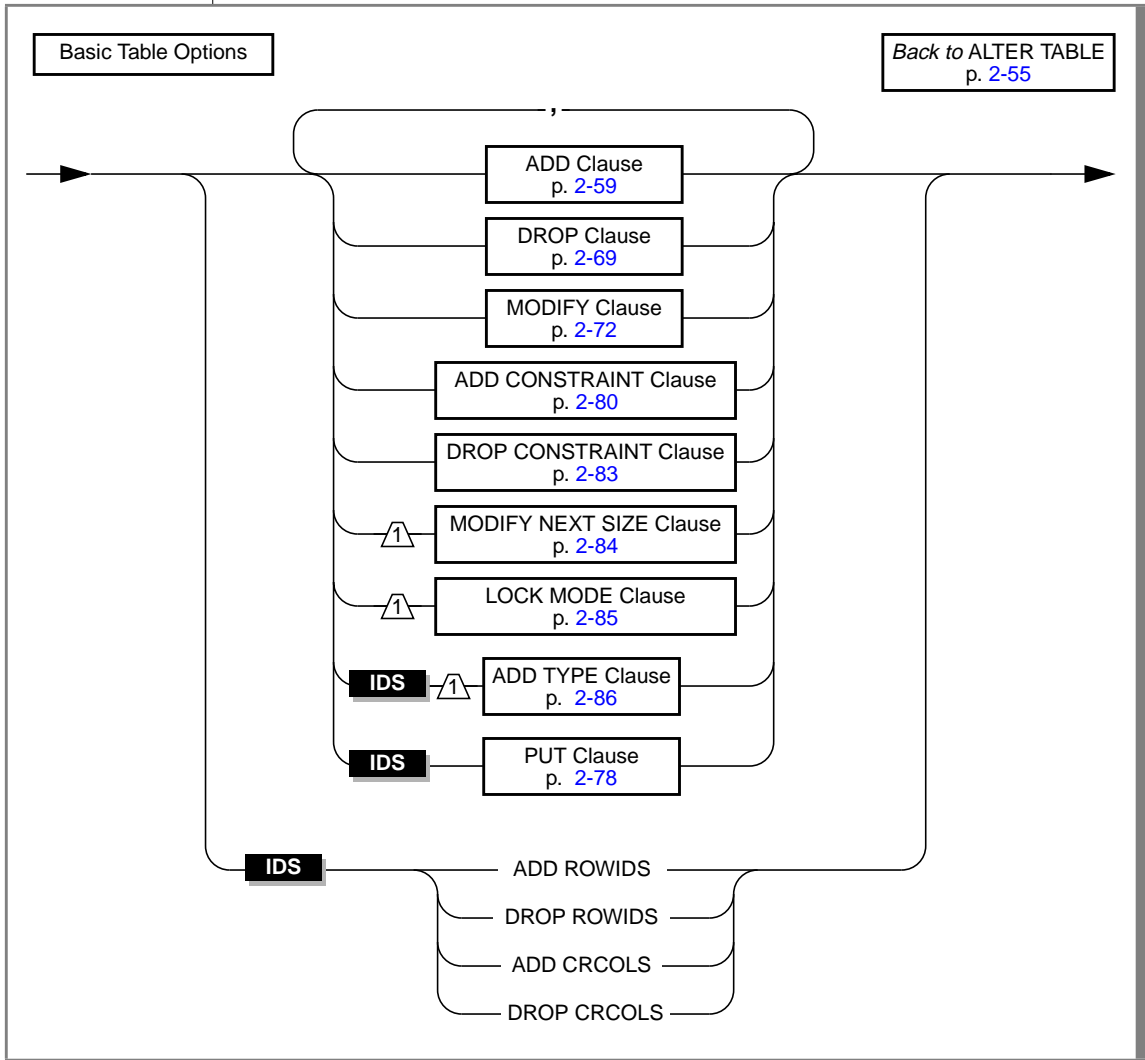 Basic Table Options
Back to ALTER TABLE
p. 2-55
,
ADD Clause
p. 2-59
DROP Clause
p. 2-69
MODIFY Clause
p. 2-72
ADD CONSTRAINT Clause
p. 2-80
DROP CONSTRAINT Clause
p. 2-83
1
MODIFY NEXT SIZE Clause
p. 2-84
1
LOCK MODE Clause
p. 2-85
IDS
1
ADD TYPE Clause
p. 2-86
IDS
PUT Clause
p. 2-78
IDS
ADD ROWIDS
DROP ROWIDS
ADD CRCOLS
DROP CRCOLS